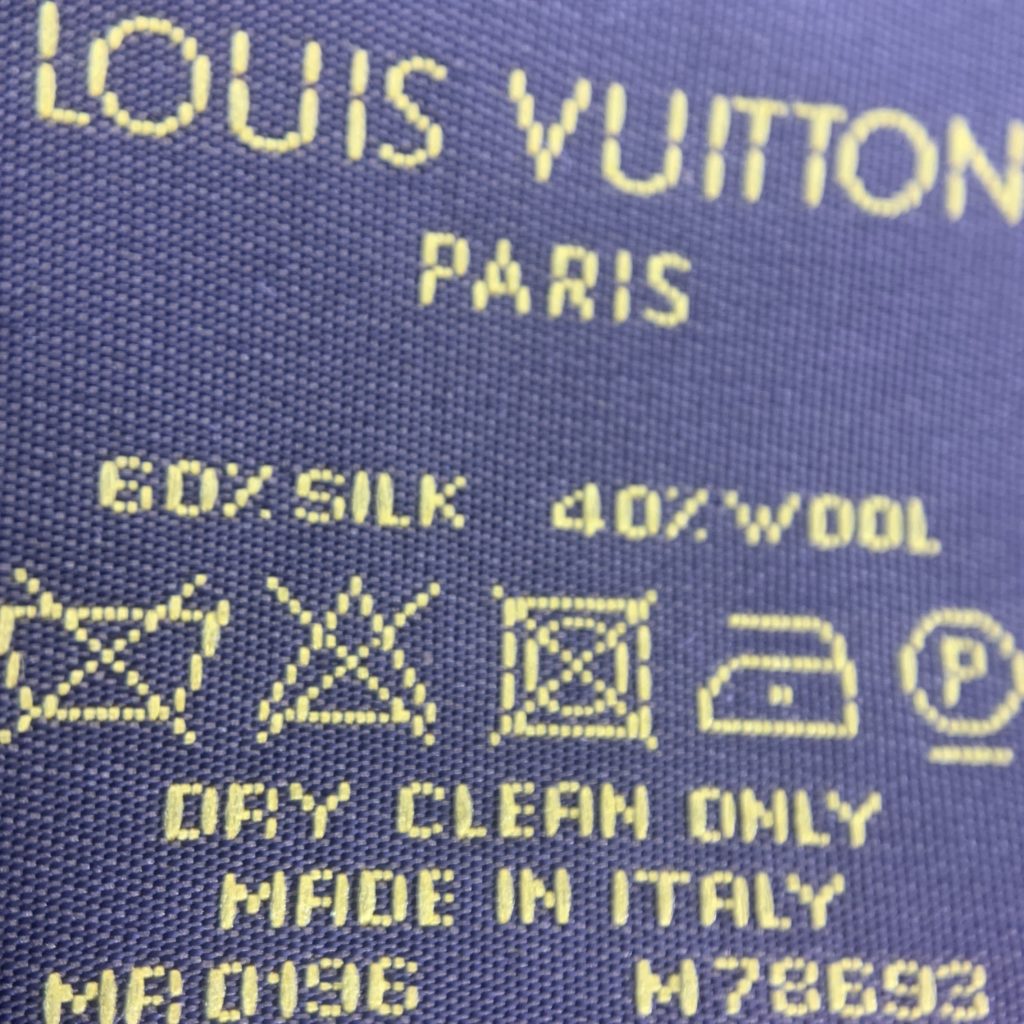 LOUIS VUITTON
PARIS
60% SILK 40% WOOL
P
DRY CLEAN ONLY
MADE IN ITALY
MR0196 M78693